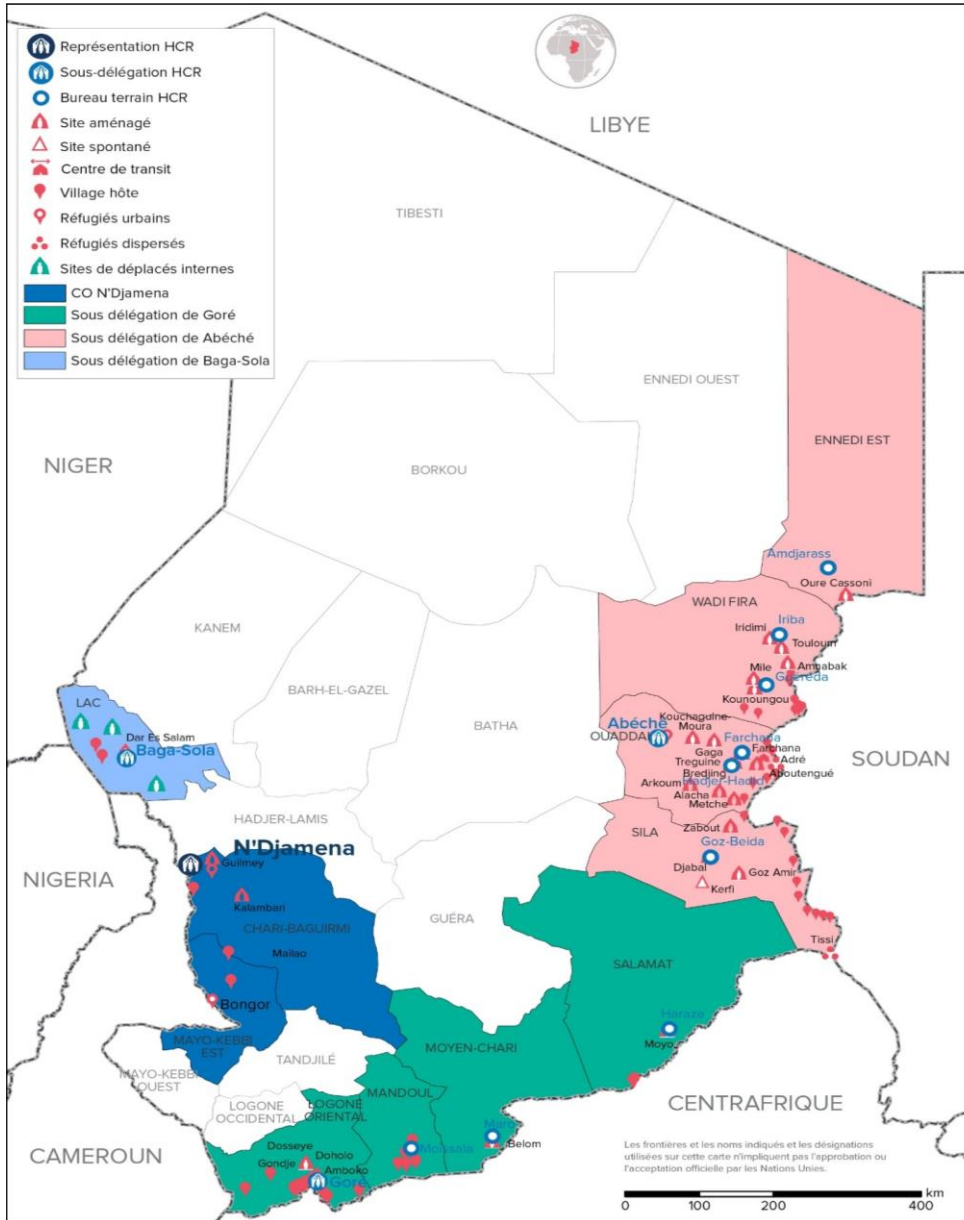 Représentation HCR
Sous-délégation HCR
Bureau terrain HCR
Site aménagé
Site spontané
Centre de transit
Village hôte
Réfugiés urbains
Réfugiés dispersés
Sites de déplacés internes
CO N'Djamena
Sous délégation de Goré
Sous délégation de Abéché
Sous délégation de Baga-Sola
LIBYE
TIBESTI
ENNEDI OUEST
ENNEDI EST
NIGER
BORKOU
Amdjarass
Oure Cassoni
WADI FIRA
KANEM
Iriba
Iridimi
Touloum
BARH-EL-GAZEL
Mile
Amnabak
Guéréda
Kounoungou
LAC
BATHA
Dar Es Salam
Baga-Sola
Abéché
OUADDAI
Kouchaguine-
Moura
Farchana
Gaga
Farchana
Treguine
Adré
SOUDAN
Bredjing
Aboutengué
Hadjer-Hadid
Arkoum
Alacha
Metche
HADJER-LAMIS
SILA
Zabout
N'Djamena
Guilmey
Goz-Beida
NIGERIA
Djabal
Goz Amir
Kerfi
Kalambari
CHARI-BAGUIRMI
GUÉRA
Mailao
Tissi
SALAMAT
Bongor
Haraze
Moyo
MAYO-KEBBI
EST
MOYEN-CHARI
TANDJILÉ
MAYO-KEBBI
OUEST
MANDOUL
LOGONE
OCCIDENTAL
LOGONE
ORIENTAL
CENTRAFRIQUE
Maro
Belom
Moissala
CAMEROUN
Dosseye
Doholo
Gondje
Amboko
Goré
Les frontières et les noms indiqués et les désignations
utilisées sur cette carte n'impliquent pas l'approbation ou
l'acceptation officielle par les Nations Unies.
km
0 100 200 400